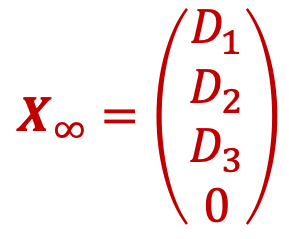 X∞ = (D1
D2
D3
0)